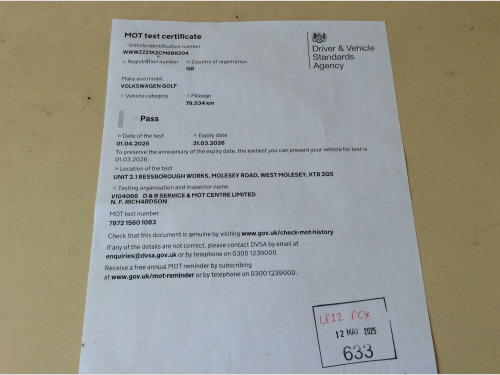 MOT test certificate
Driver & Vehicle
Standards
Agency
Vehicle identification number
WWWZZZ1KZCM688204
Registration number Country of registration
GB
Make and model
VOLKSWAGEN GOLF
Vehicle category Mileage
79,534 km
Pass
Date of the test Expiry date
01.04.2025 31.03.2026
To preserve the anniversary of the expiry date, the earliest you can present your vehicle for test is
01.03.2026.
Location of the test
UNIT 2.1 BESSBOROUGH WORKS, MOLESEY ROAD, WEST MOLESEY, KT8 2QS
Testing organisation and inspector name
V104066 D & B SERVICE & MOT CENTRE LIMITED
N. F. RICHARDSON
MOT test number
7872 1560 1083
Check that this document is genuine by visiting www.gov.uk/check-mot-history
If any of the details are not correct, please contact DVSA by email at
enquiries@dvsa.gov.uk or by telephone on 0300 1239000.
Receive a free annual MOT reminder by subscribing
at www.gov.uk/mot-reminder or by telephone on 0300 1239000.
LF12 FCX
12 MAY 2025
633